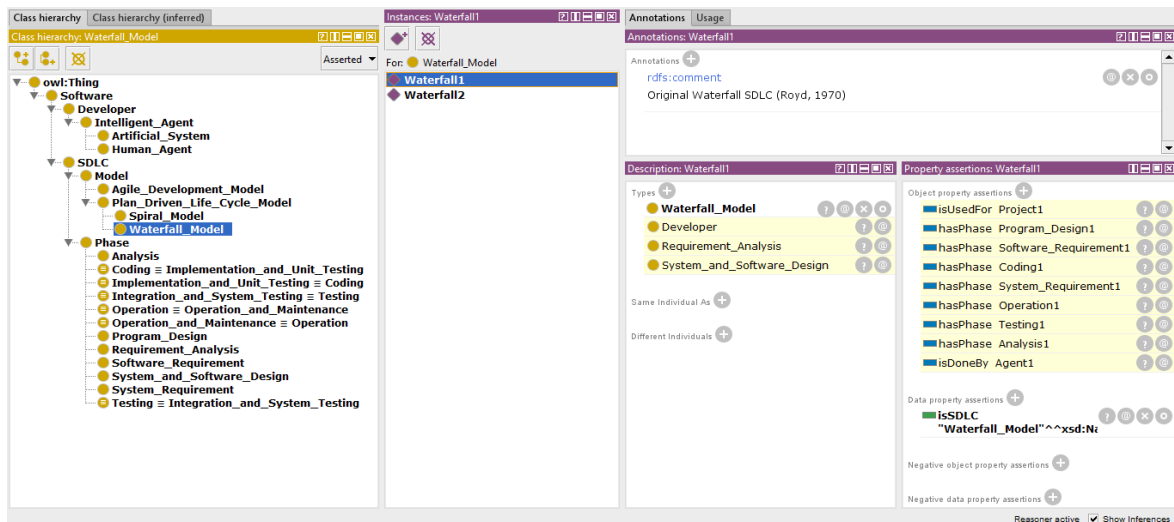 Class hierarchy Class hierarchy (inferred)
Class hierarchy: Waterfall_Model
Asserted
owl:Thing
Software
Developer
Intelligent_Agent
Artificial_System
Human_Agent
SDLC
Model
Agile_Development_Model
Plan_Driven_Life_Cycle_Model
Spiral_Model
Waterfall_Model
Phase
Analysis
Coding ≡ Implementation_and_Unit_Testing
Implementation_and_Unit_Testing ≡ Coding
Integration_and_System_Testing ≡ Testing
Operation ≡ Operation_and_Maintenance
Operation_and_Maintenance ≡ Operation
Program_Design
Requirement_Analysis
Software_Requirement
System_and_Software_Design
System_Requirement
Testing ≡ Integration_and_System_Testing
Instances: Waterfall1
For: Waterfall_Model
Waterfall1
Waterfall2
Annotations Usage
Annotations: Waterfall1
Annotations
rdfs:comment
Original Waterfall SDLC (Royd, 1970)
Description: Waterfall1
Types
Waterfall_Model
Developer
Requirement_Analysis
System_and_Software_Design
Same Individual As
Different Individuals
Property assertions: Waterfall1
Object property assertions
isUsedFor Project1
hasPhase Program_Design1
hasPhase Software_Requirement1
hasPhase Coding1
hasPhase System_Requirement1
hasPhase Operation1
hasPhase Testing1
hasPhase Analysis1
isDoneBy Agent1
Data property assertions
isSDLC
"Waterfall_Model"^^xsd:Na
Negative object property assertions
Negative data property assertions
Reasoner active Show Inferences